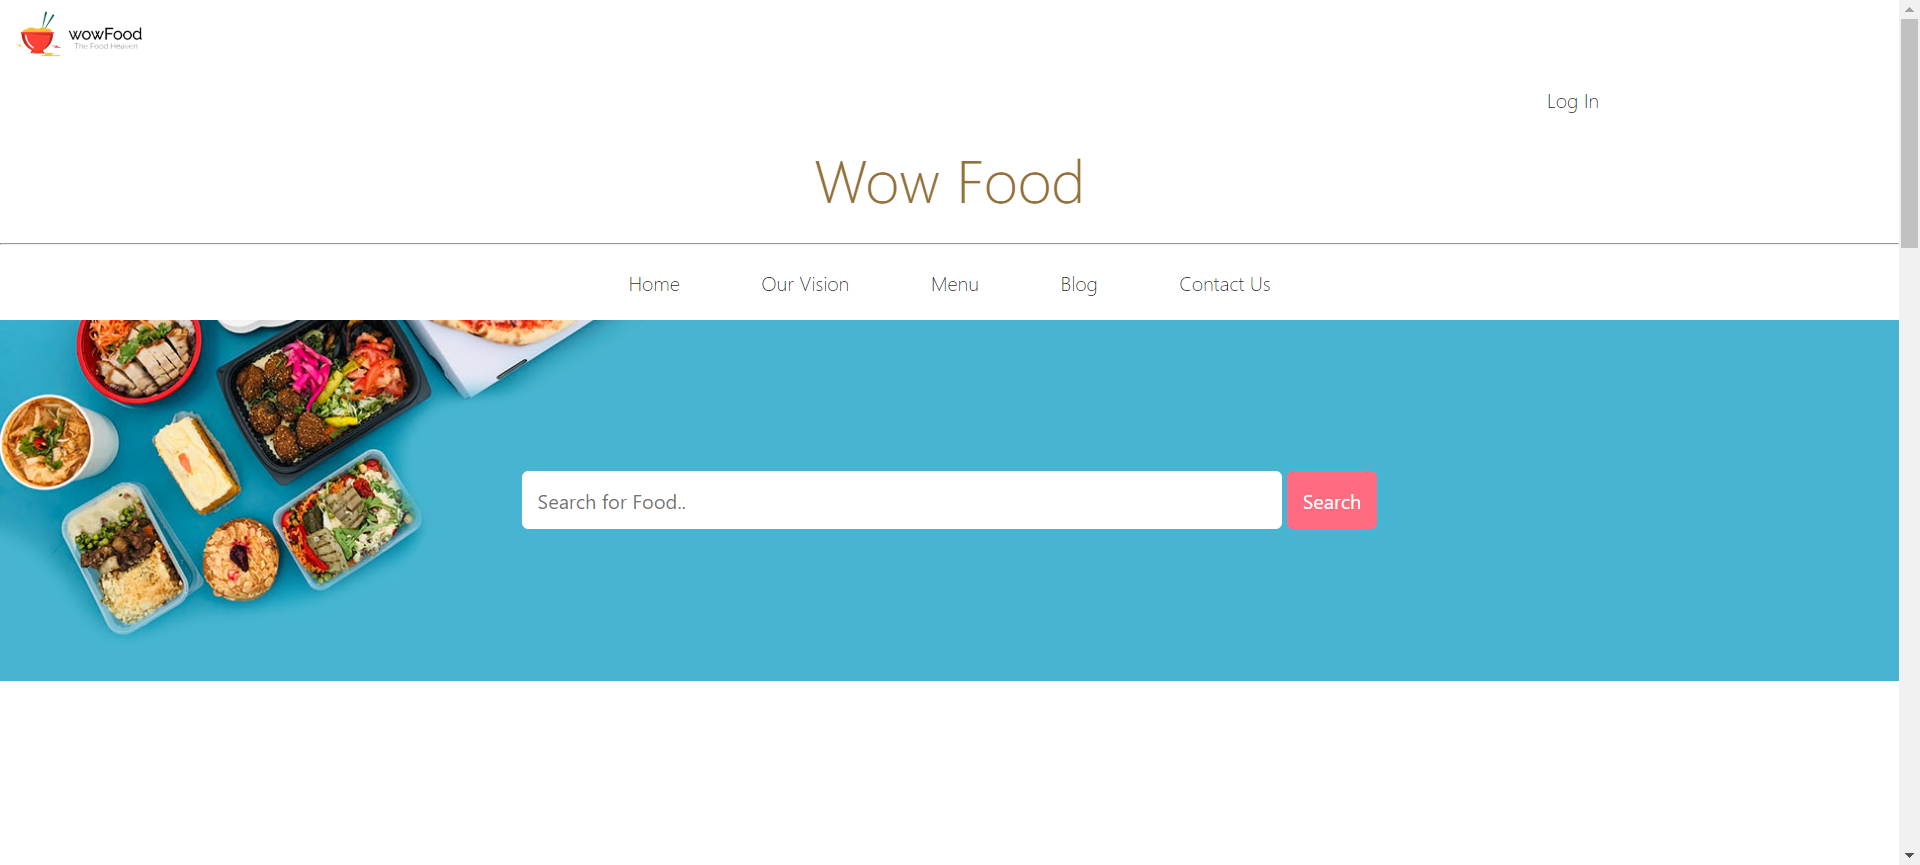 wowFood
The Food Heaven
Log In
Wow Food
Home Our Vision Menu Blog Contact Us
Search for Food.. Search